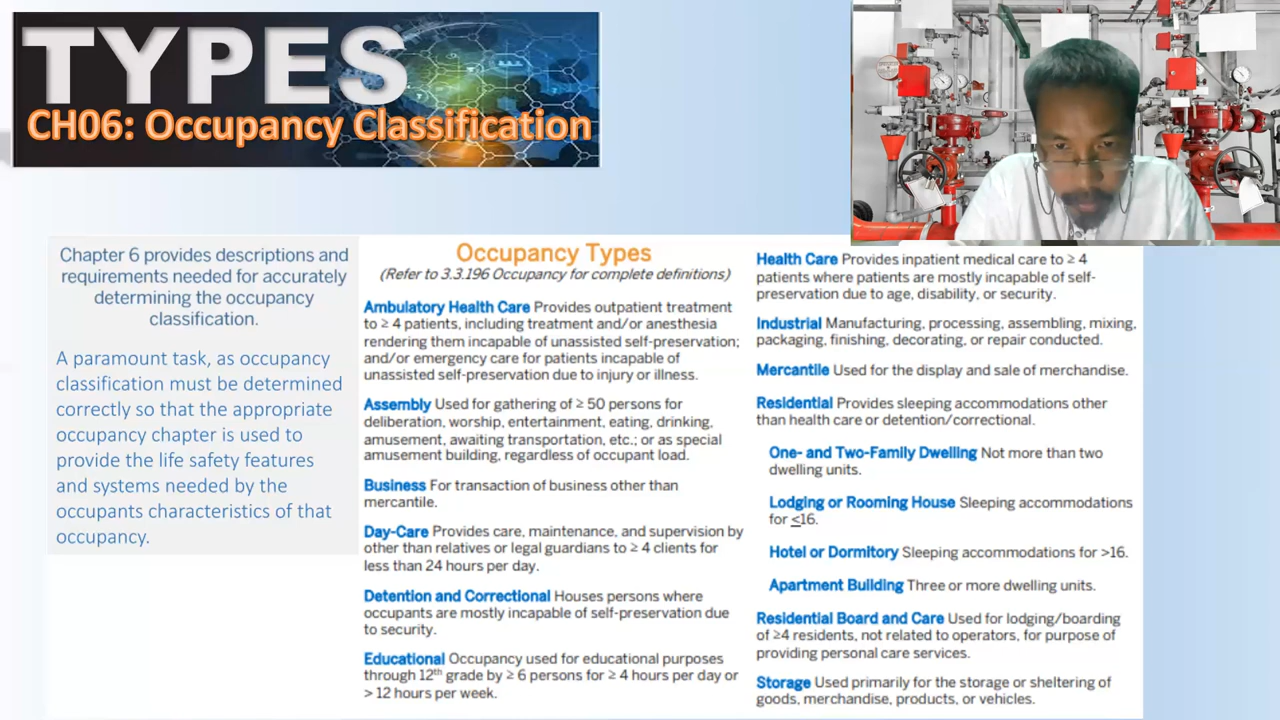 TYPES
CH06: Occupancy Classification
Chapter 6 provides descriptions and
requirements needed for accurately
determining the occupancy
classification.
A paramount task, as occupancy
classification must be determined
correctly so that the appropriate
occupancy chapter is used to
provide the life safety features
and systems needed by the
occupants characteristics of that
occupancy.
Occupancy Types
(Refer to 3.3.196 Occupancy for complete definitions)
Ambulatory Health Care Provides outpatient treatment
to ≥ 4 patients, including treatment and/or anesthesia
rendering them incapable of unassisted self-preservation;
and/or emergency care for patients incapable of
unassisted self-preservation due to injury or illness.
Assembly Used for gathering of ≥ 50 persons for
deliberation, worship, entertainment, eating, drinking,
amusement, awaiting transportation, etc.; or as special
amusement building, regardless of occupant load.
Business For transaction of business other than
mercantile.
Day-Care Provides care, maintenance, and supervision by
other than relatives or legal guardians to ≥ 4 clients for
less than 24 hours per day.
Detention and Correctional Houses persons where
occupants are mostly incapable of self-preservation due
to security.
Educational Occupancy used for educational purposes
through 12th grade by ≥ 6 persons for ≥ 4 hours per day or
> 12 hours per week.
Health Care Provides inpatient medical care to ≥ 4
patients where patients are mostly incapable of self-
preservation due to age, disability, or security.
Industrial Manufacturing, processing, assembling, mixing,
packaging, finishing, decorating, or repair conducted.
Mercantile Used for the display and sale of merchandise.
Residential Provides sleeping accommodations other
than health care or detention/correctional.
One- and Two-Family Dwelling Not more than two
dwelling units.
Lodging or Rooming House Sleeping accommodations
for ≤16.
Hotel or Dormitory Sleeping accommodations for >16.
Apartment Building Three or more dwelling units.
Residential Board and Care Used for lodging/boarding
of ≥4 residents, not related to operators, for purpose of
providing personal care services.
Storage Used primarily for the storage or sheltering of
goods, merchandise, products, or vehicles.